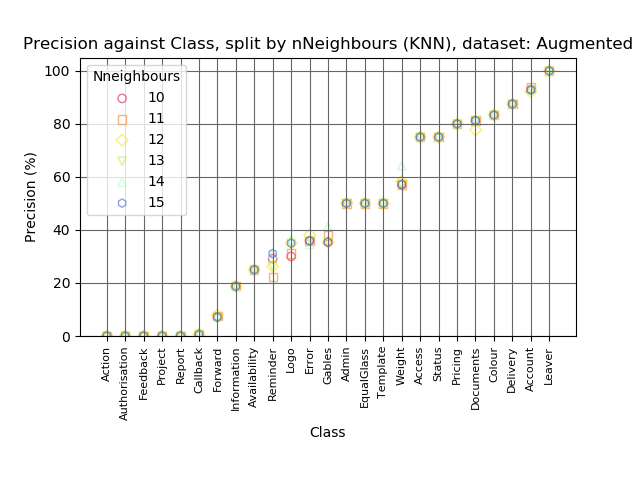 Precision against Class, split by nNeighbours (KNN), dataset: Augmented
Precision (%)
100
80
60
40
20
0
Nneighbours
10
11
12
13
14
15
Action
Authorisation
Feedback
Project
Report
Callback
Forward
Information
Availability
Reminder
Logo
Error
Gables
Admin
EqualGlass
Template
Weight
Access
Status
Pricing
Documents
Colour
Delivery
Account
Leaver
Class